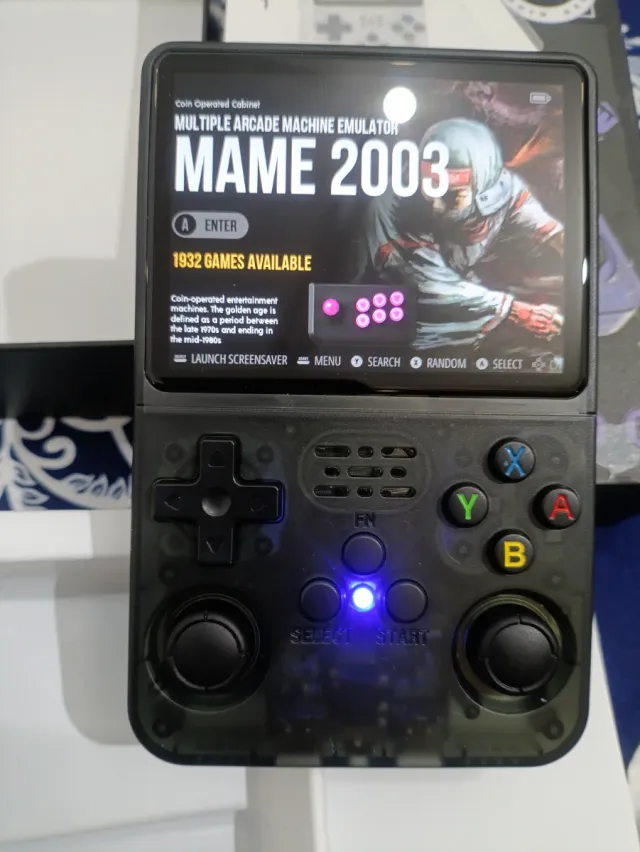 Coin Operated Cabinet
MULTIPLE ARCADE MACHINE EMULATOR
MAME 2003
A ENTER
1932 GAMES AVAILABLE
Coin-operated entertainment
machines. The golden age is
defined as a period between
the late 1970s and ending in
the mid-1980s
LAUNCH SCREENSAVER MENU Y SEARCH X RANDOM A SELECT
X
Y A
B
FN
SELECT START